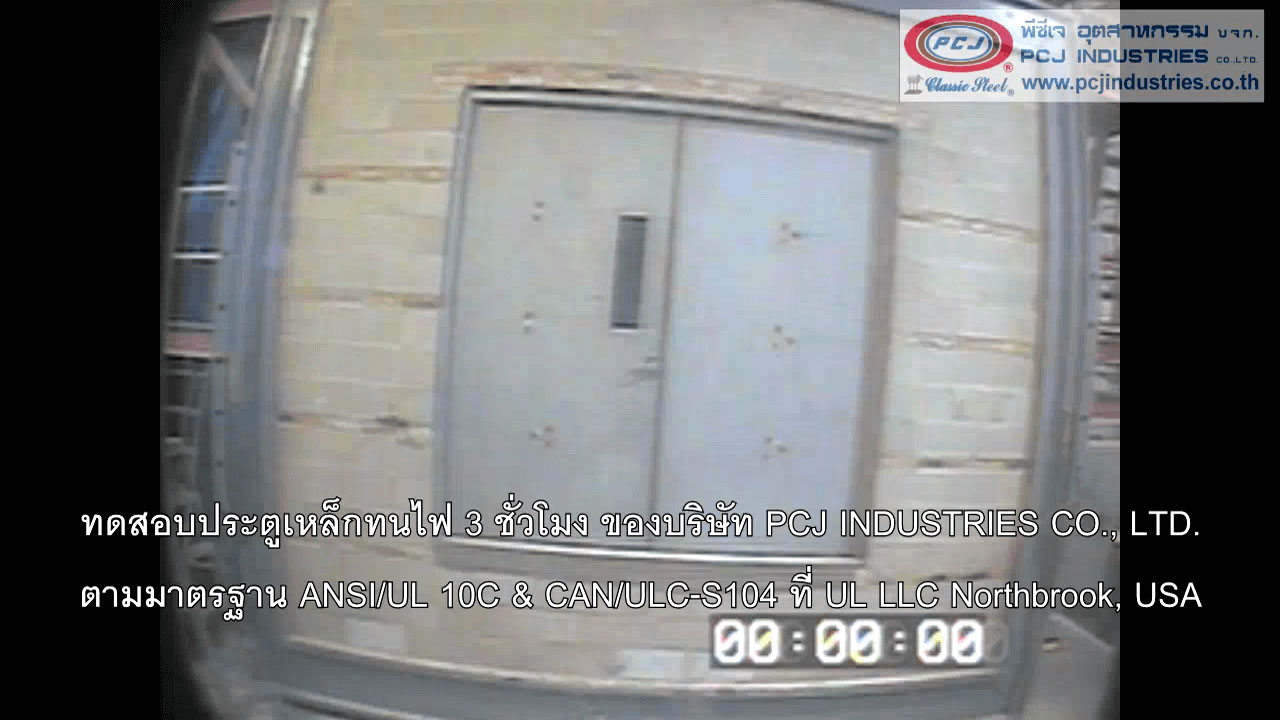 PCJ
®
Classic Steel®
พีซีเจ อุตสาหกรรม บจก.
PCJ INDUSTRIES CO.,LTD.
www.pcjindustries.co.th
ทดสอบประตูเหล็กทนไฟ 3 ชั่วโมง ของบริษัท PCJ INDUSTRIES CO., LTD.
ตามมาตรฐาน ANSI/UL 10C & CAN/ULC-S104 ที่ UL LLC Northbrook, USA
00:00:00